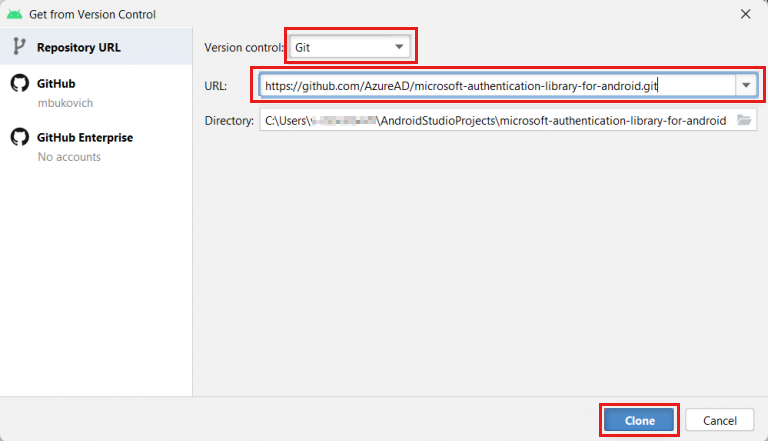 Get from Version Control
Repository URL
GitHub
mbukovich
GitHub Enterprise
No accounts
Version control: Git
URL: https://github.com/AzureAD/microsoft-authentication-library-for-android.git
Directory: C:\Users\ \AndroidStudioProjects\microsoft-authentication-library-for-android
Clone Cancel